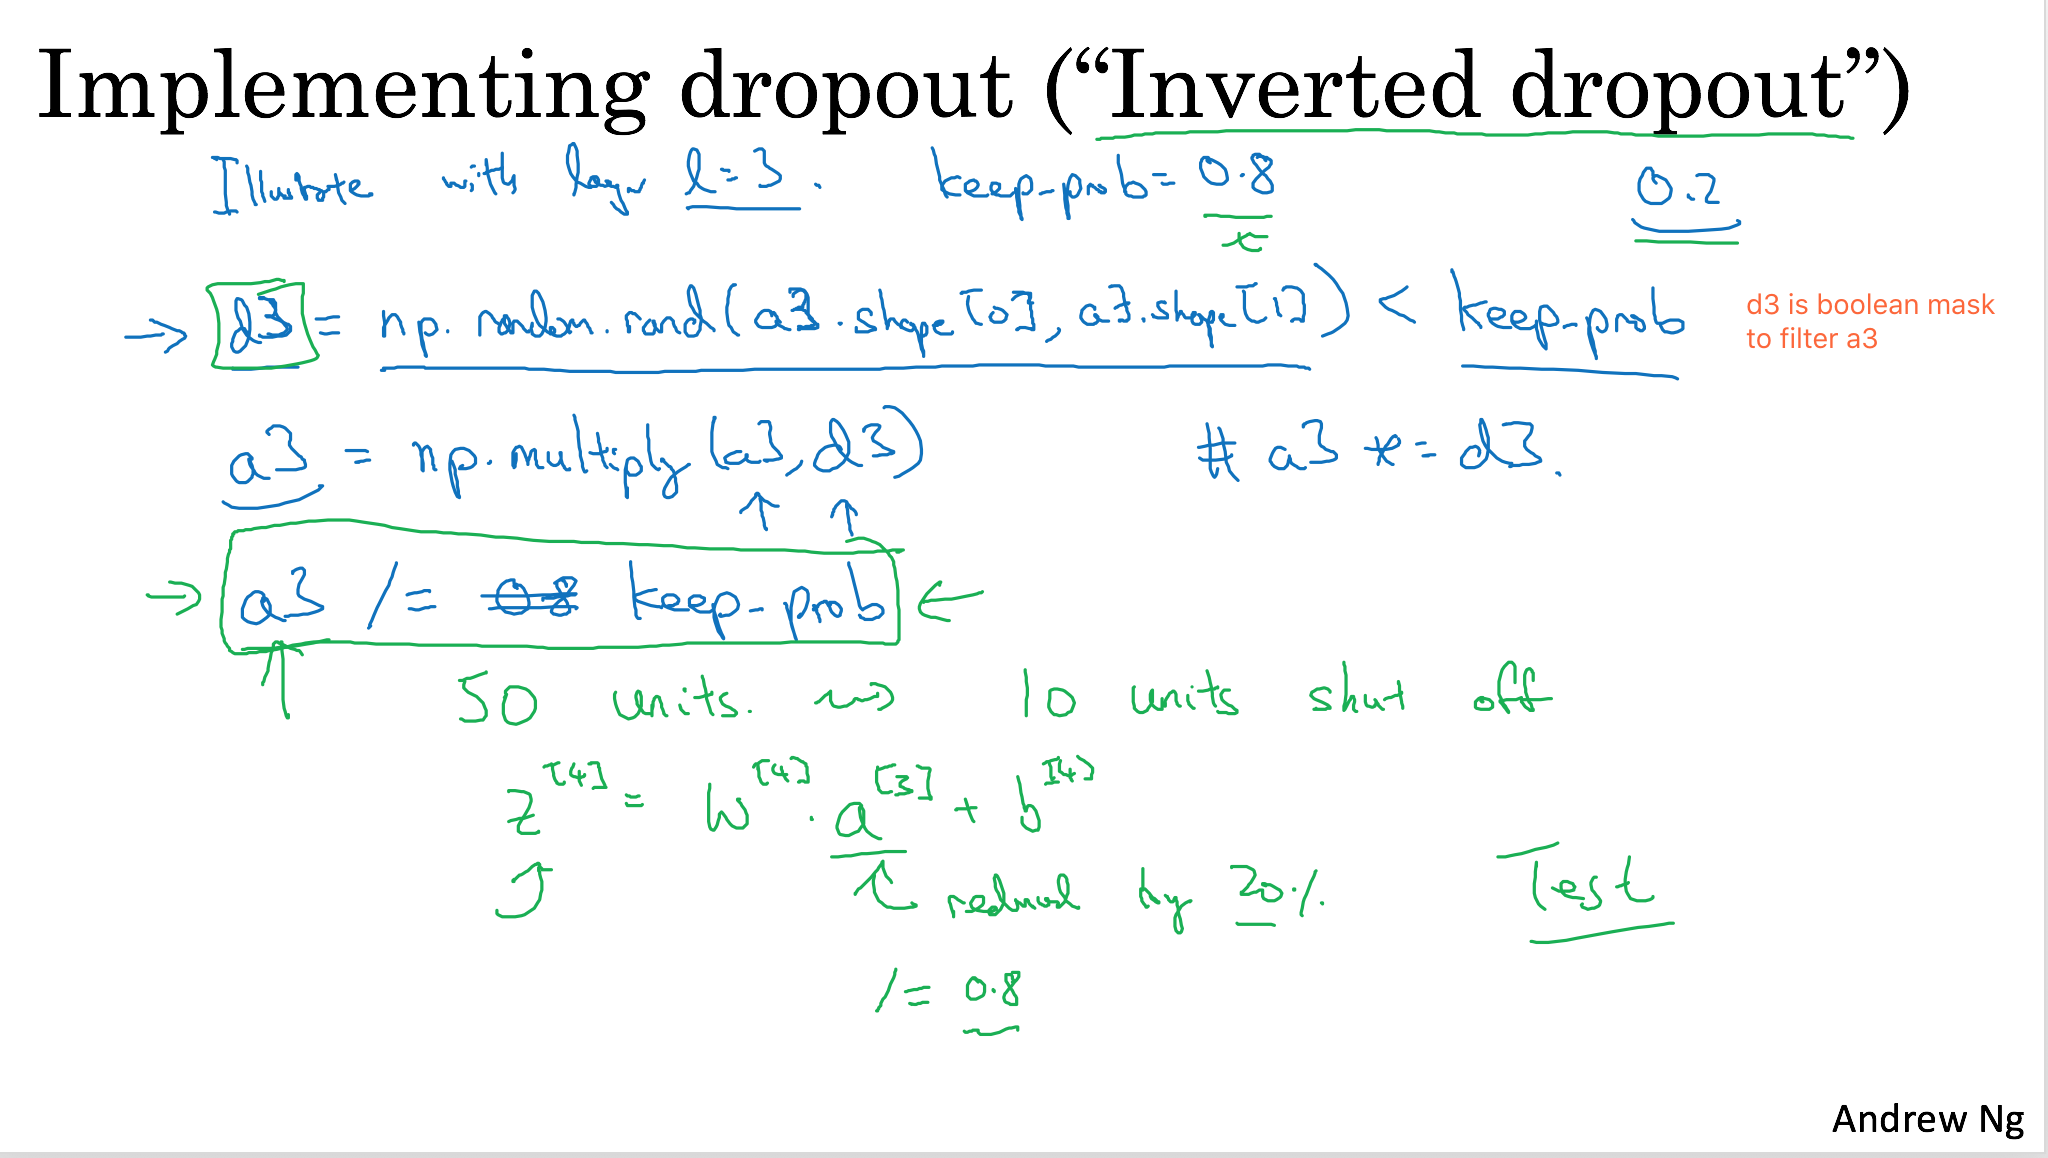 Implementing dropout (“Inverted dropout”)
Illustrate with layer l=3. keep-prob= 0.8 0.2
x
→ d3 = np.random.rand(a3.shape[0], a3.shape[1]) < keep-prob
d3 is boolean mask
to filter a3
a3 = np.multiply(a3,d3) # a3 *= d3.
↑ ↑
→ a3 /= 0.8 keep-prob ←
50 units. ⇝ 10 units shut off
z[4] = W[4] · a[3] + b[4]
reduced by 20%
Test
/= 0.8
Andrew Ng